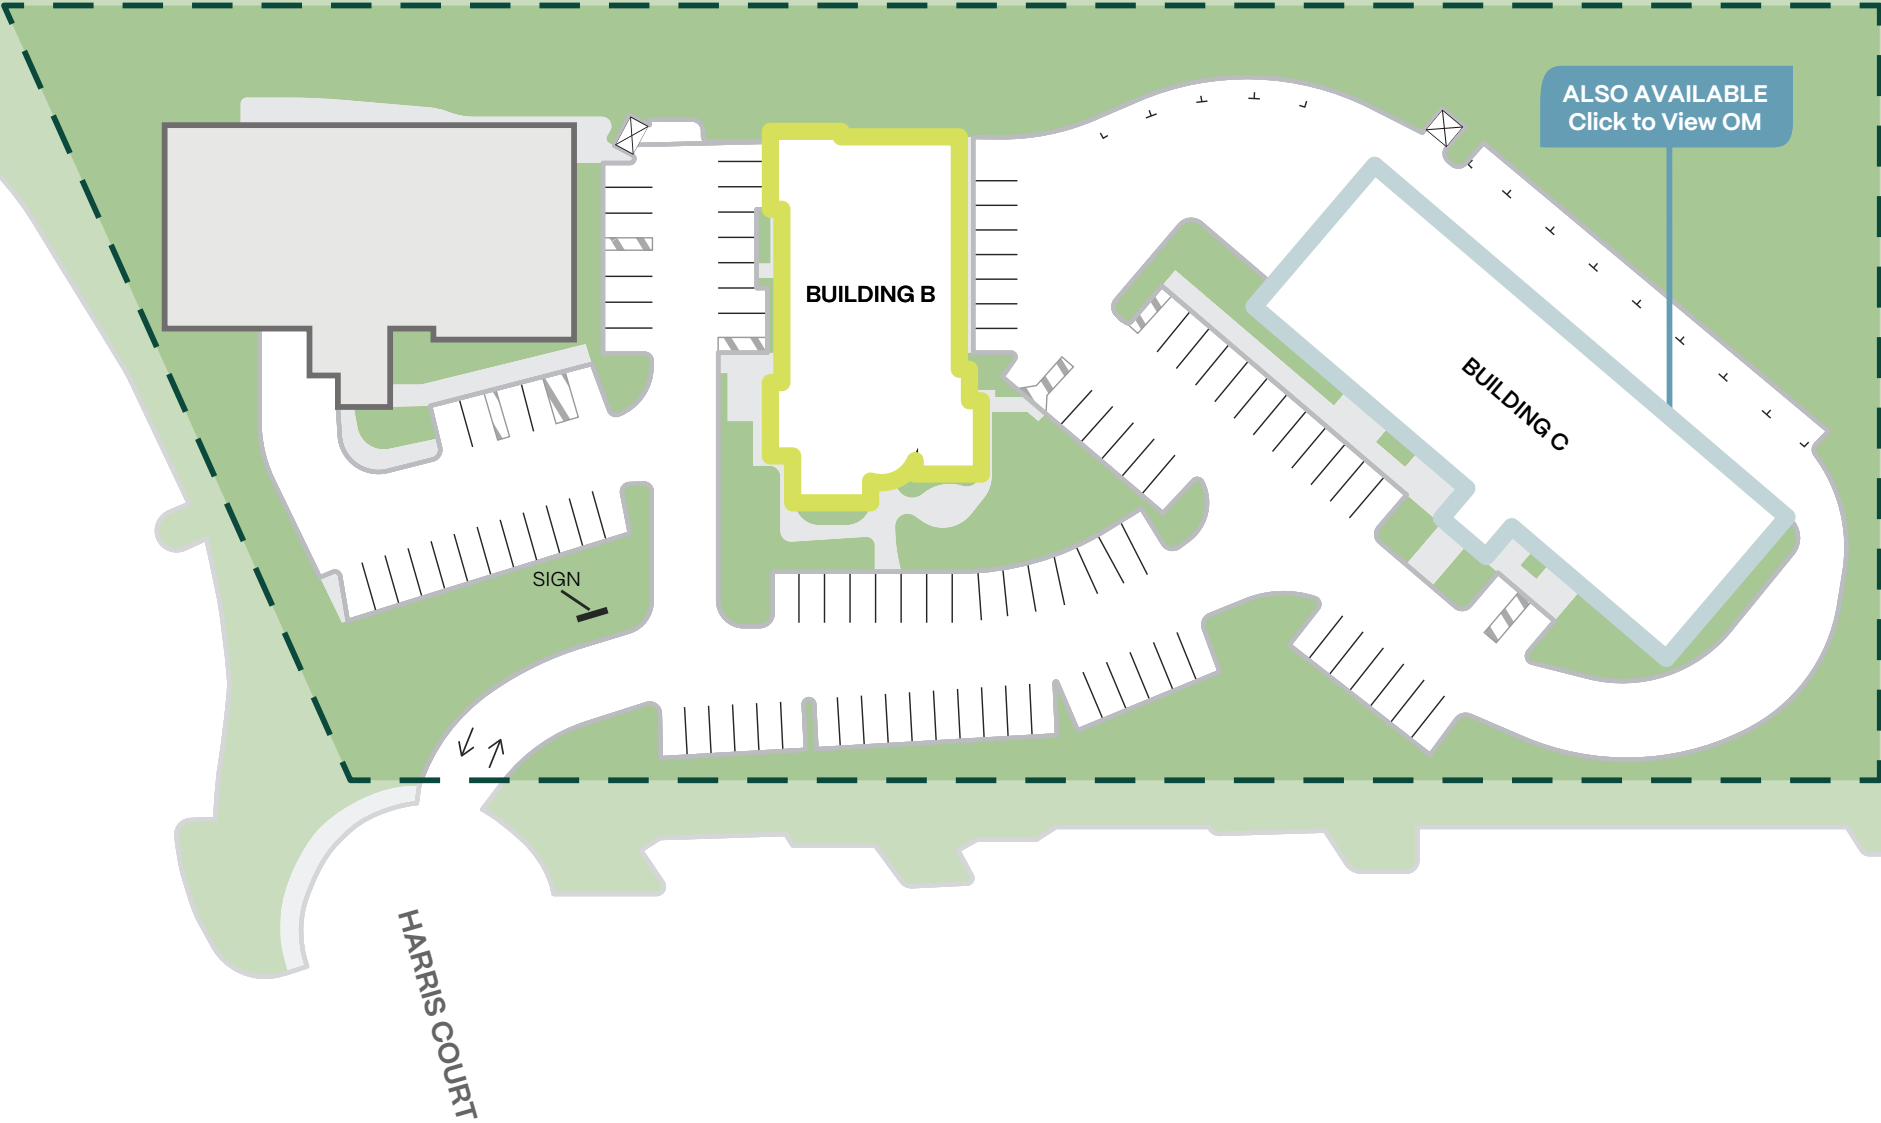 ALSO AVAILABLE
Click to View OM
BUILDING B
BUILDING C
SIGN
HARRIS COURT